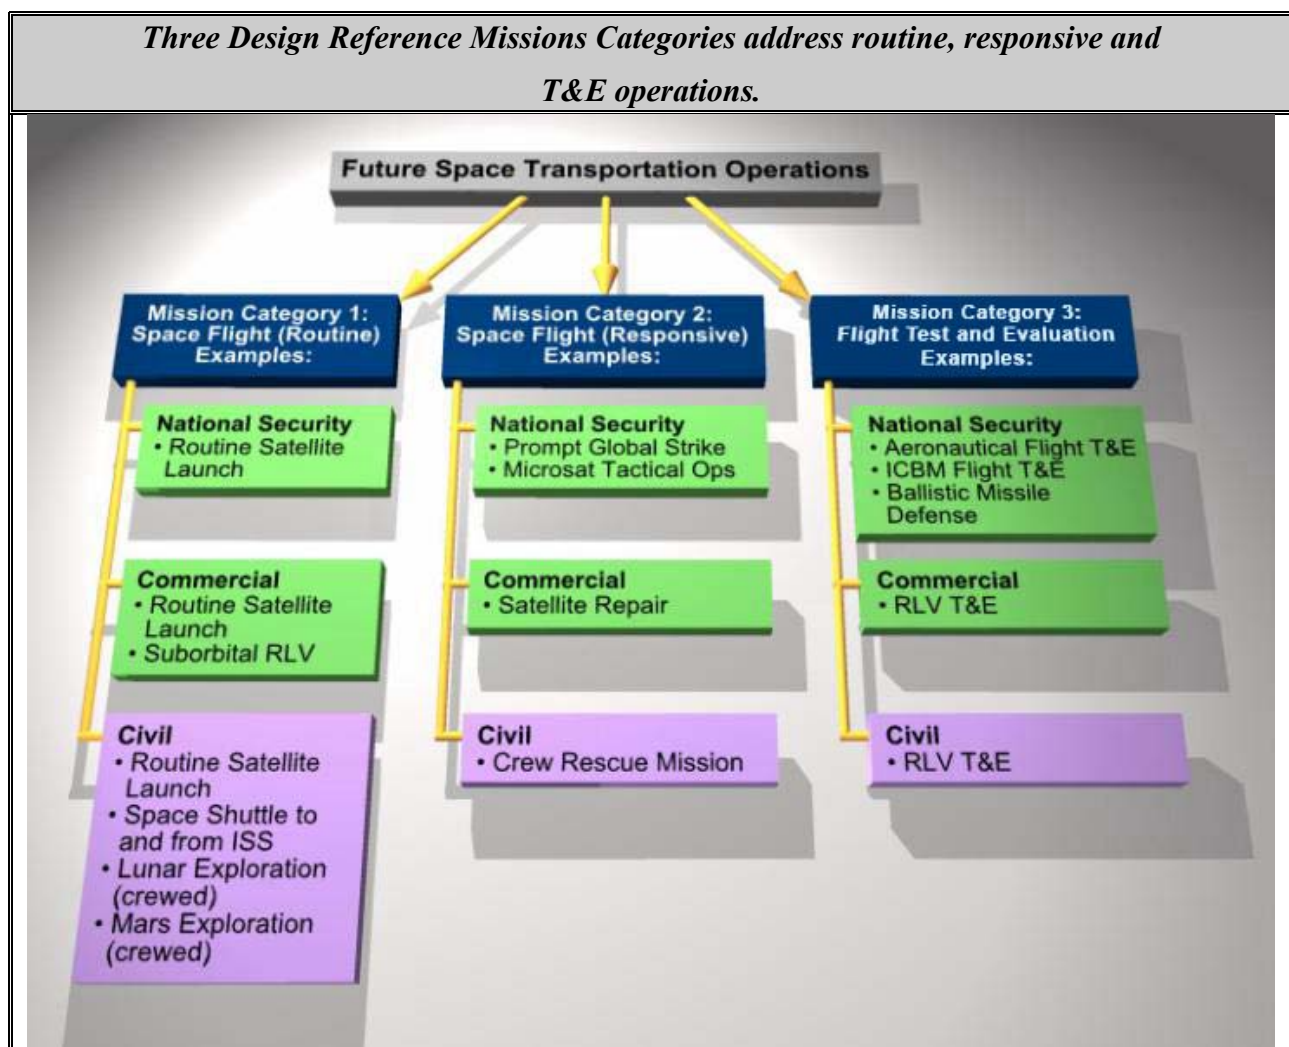 Three Design Reference Missions Categories address routine, responsive and
T&E operations.
Future Space Transportation Operations
Mission Category 1:
Space Flight (Routine)
Examples:
National Security
• Routine Satellite
Launch
Commercial
• Routine Satellite
Launch
• Suborbital RLV
Civil
• Routine Satellite
Launch
• Space Shuttle to
and from ISS
• Lunar Exploration
(crewed)
• Mars Exploration
(crewed)
Mission Category 2:
Space Flight (Responsive)
Examples:
National Security
• Prompt Global Strike
• Microsat Tactical Ops
Commercial
• Satellite Repair
Civil
• Crew Rescue Mission
Mission Category 3:
Flight Test and Evaluation
Examples:
National Security
• Aeronautical Flight T&E
• ICBM Flight T&E
• Ballistic Missile
Defense
Commercial
• RLV T&E
Civil
• RLV T&E